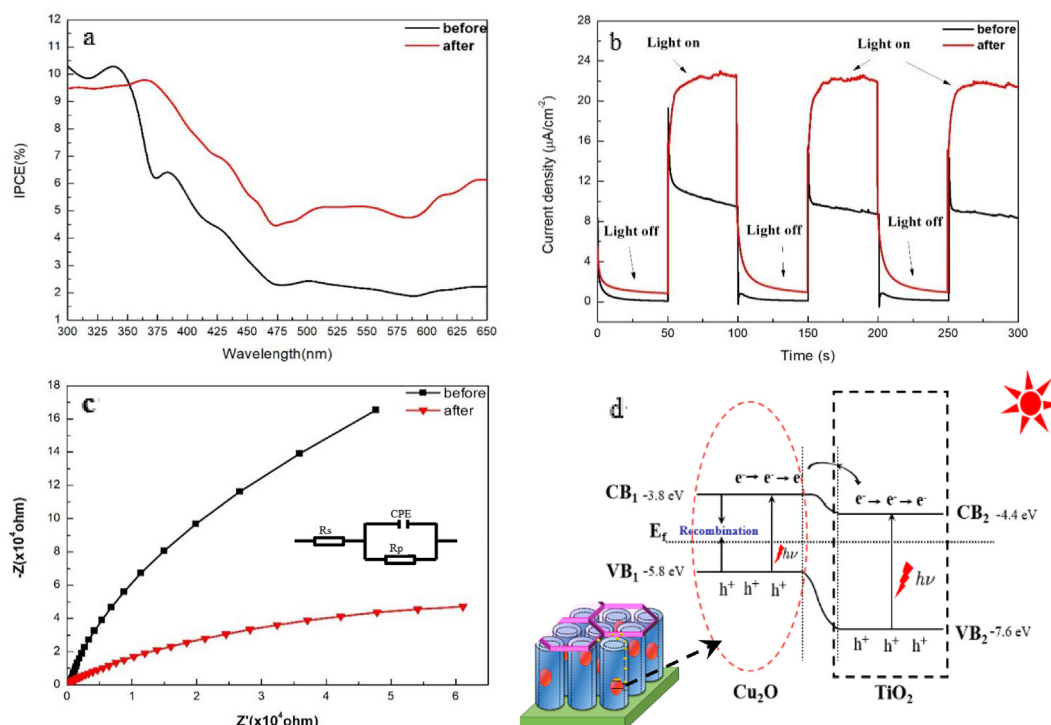 a
before
after
12
11
10
9
8
7
6
5
4
3
2
1
IPCE(%)
300 325 350 375 400 425 450 475 500 525 550 575 600 625 650
Wavelength(nm)
b
before
after
Light on
Light on
28
24
20
16
12
8
4
0
Current density (μA/cm⁻²)
Light off
Light off
Light off
0 50 100 150 200 250 300
Time (s)
c
before
after
18
16
14
12
10
8
6
4
2
0
-Z(x10⁴ohm)
CPE
Rs
Rp
0 1 2 3 4 5 6
Z'(x10⁴ohm)
d
e⁻ e⁻ e⁻
CB₁ -3.8 eV
e⁻ e⁻ e⁻
CB₂ -4.4 eV
E_f
Recombination
hν
hν
VB₁ -5.8eV
h⁺ h⁺ h⁺
VB₂ -7.6 eV
h⁺ h⁺ h⁺
Cu₂O
TiO₂